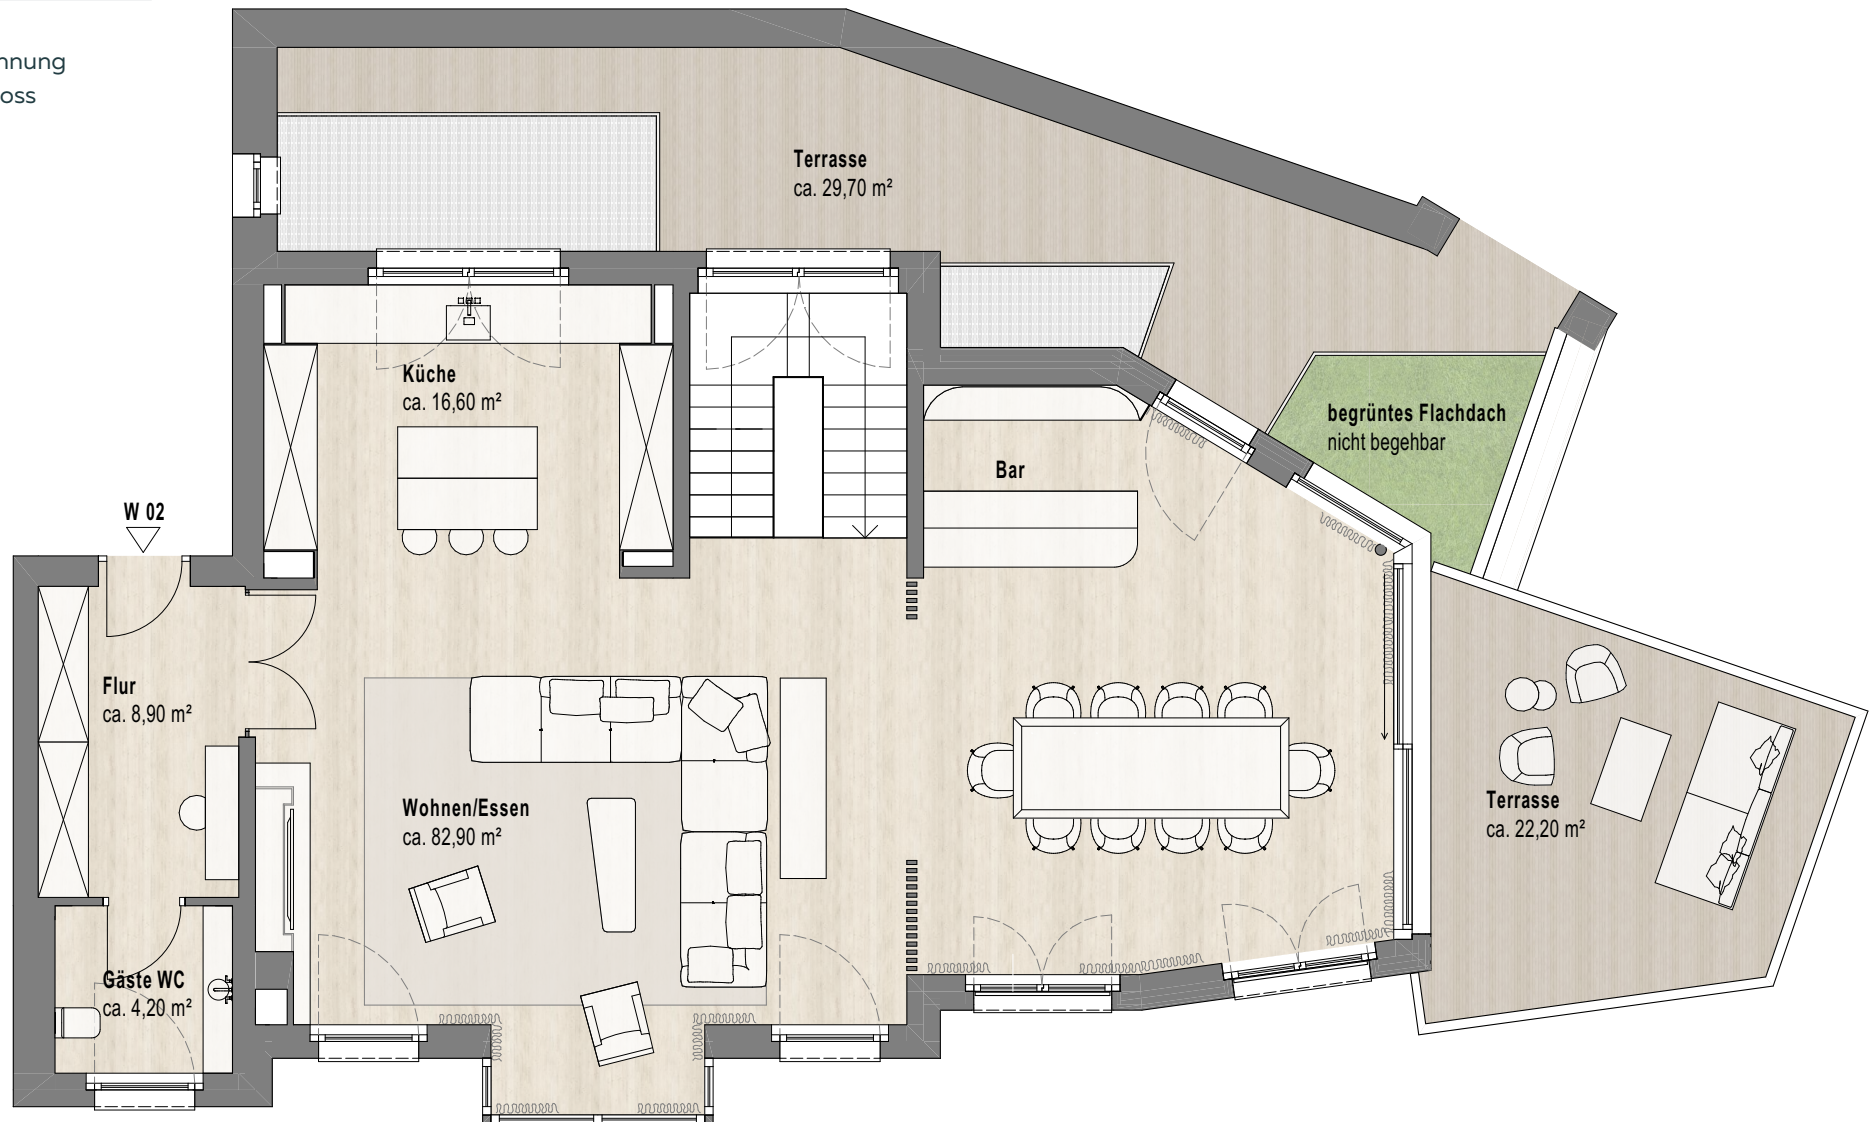 oss
Terrasse
ca. 29,70 m²
Küche
ca. 16,60 m²
begrüntes Flachdach
nicht begehbar
Bar
W 02
Flur
ca. 8,90 m²
Wohnen/Essen
ca. 82,90 m²
Terrasse
ca. 22,20 m²
Gäste WC
ca. 4,20 m²